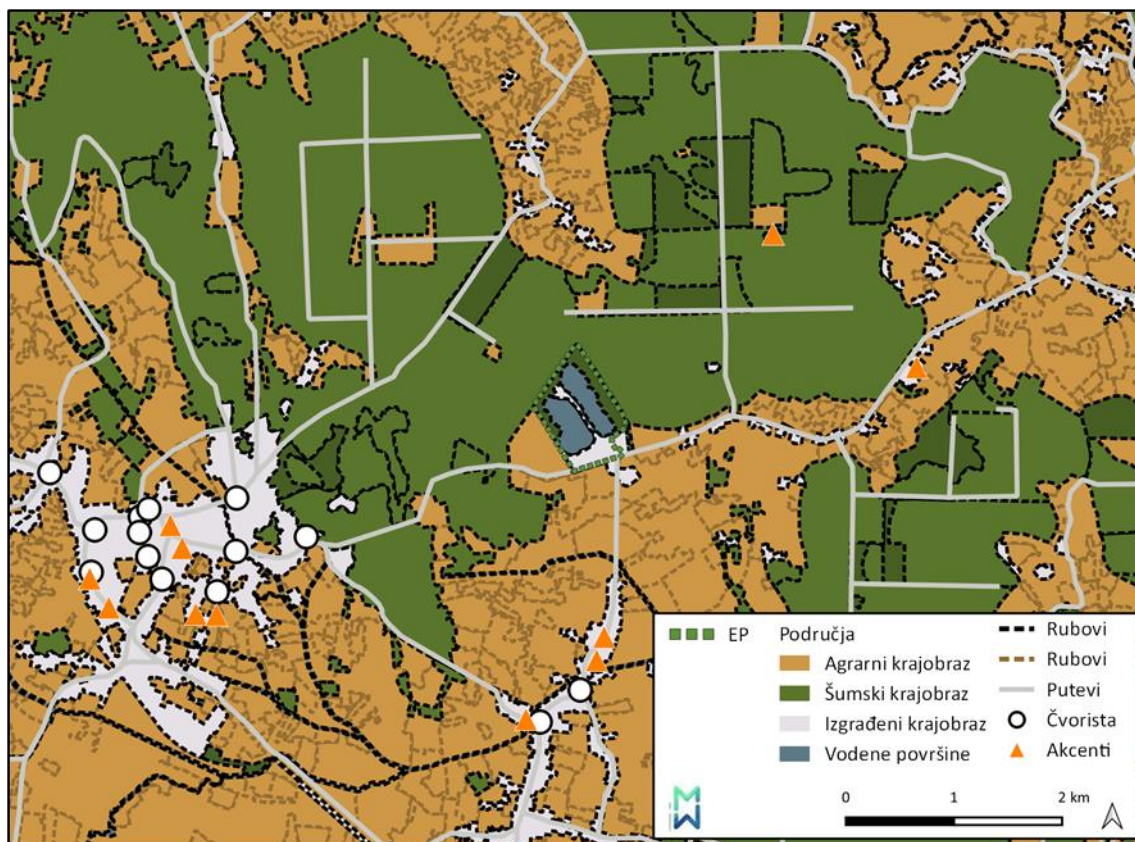 EP
Područja
Agrarni krajobraz
Šumski krajobraz
Izgrađeni krajobraz
Vodene površine
Rubovi
Rubovi
Putevi
Čvorista
Akcenti
0 1 2 km